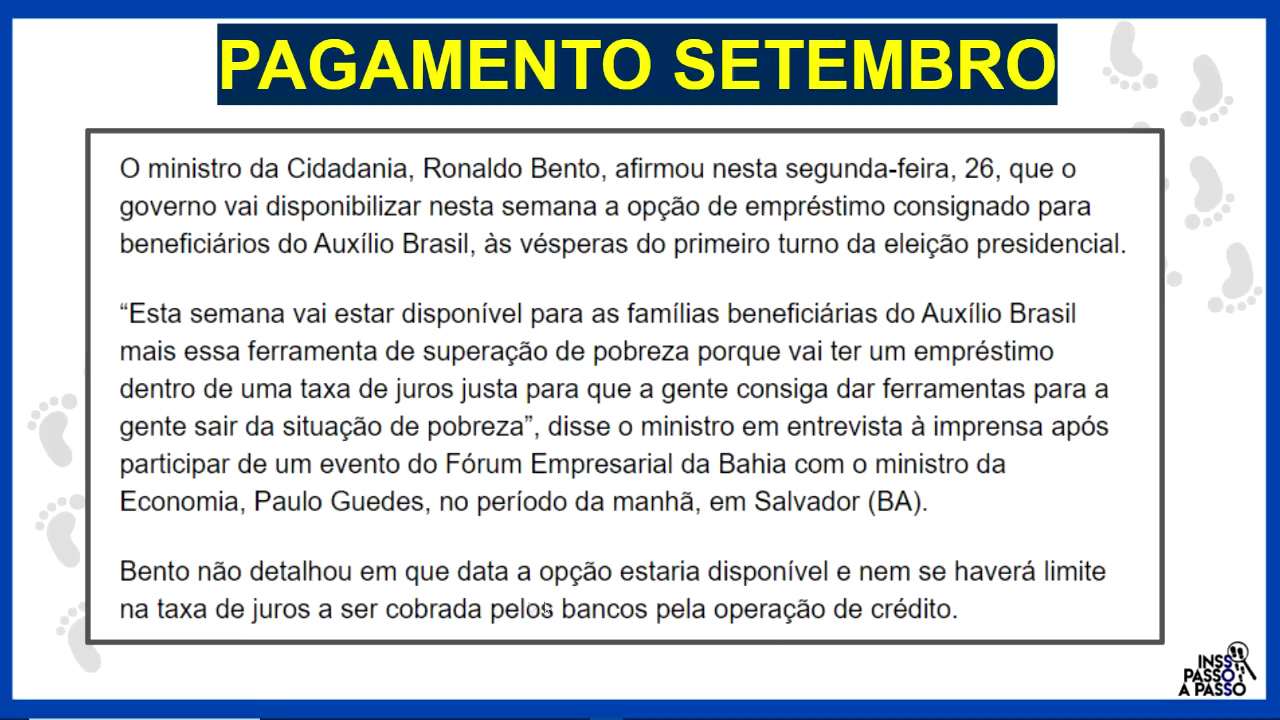 PAGAMENTO SETEMBRO
O ministro da Cidadania, Ronaldo Bento, afirmou nesta segunda-feira, 26, que o
governo vai disponibilizar nesta semana a opção de empréstimo consignado para
beneficiários do Auxílio Brasil, às vésperas do primeiro turno da eleição presidencial.
“Esta semana vai estar disponível para as famílias beneficiárias do Auxílio Brasil
mais essa ferramenta de superação de pobreza porque vai ter um empréstimo
dentro de uma taxa de juros justa para que a gente consiga dar ferramentas para a
gente sair da situação de pobreza”, disse o ministro em entrevista à imprensa após
participar de um evento do Fórum Empresarial da Bahia com o ministro da
Economia, Paulo Guedes, no período da manhã, em Salvador (BA).
Bento não detalhou em que data a opção estaria disponível e nem se haverá limite
na taxa de juros a ser cobrada pelos bancos pela operação de crédito.
INSS
PASSO
A PASSO